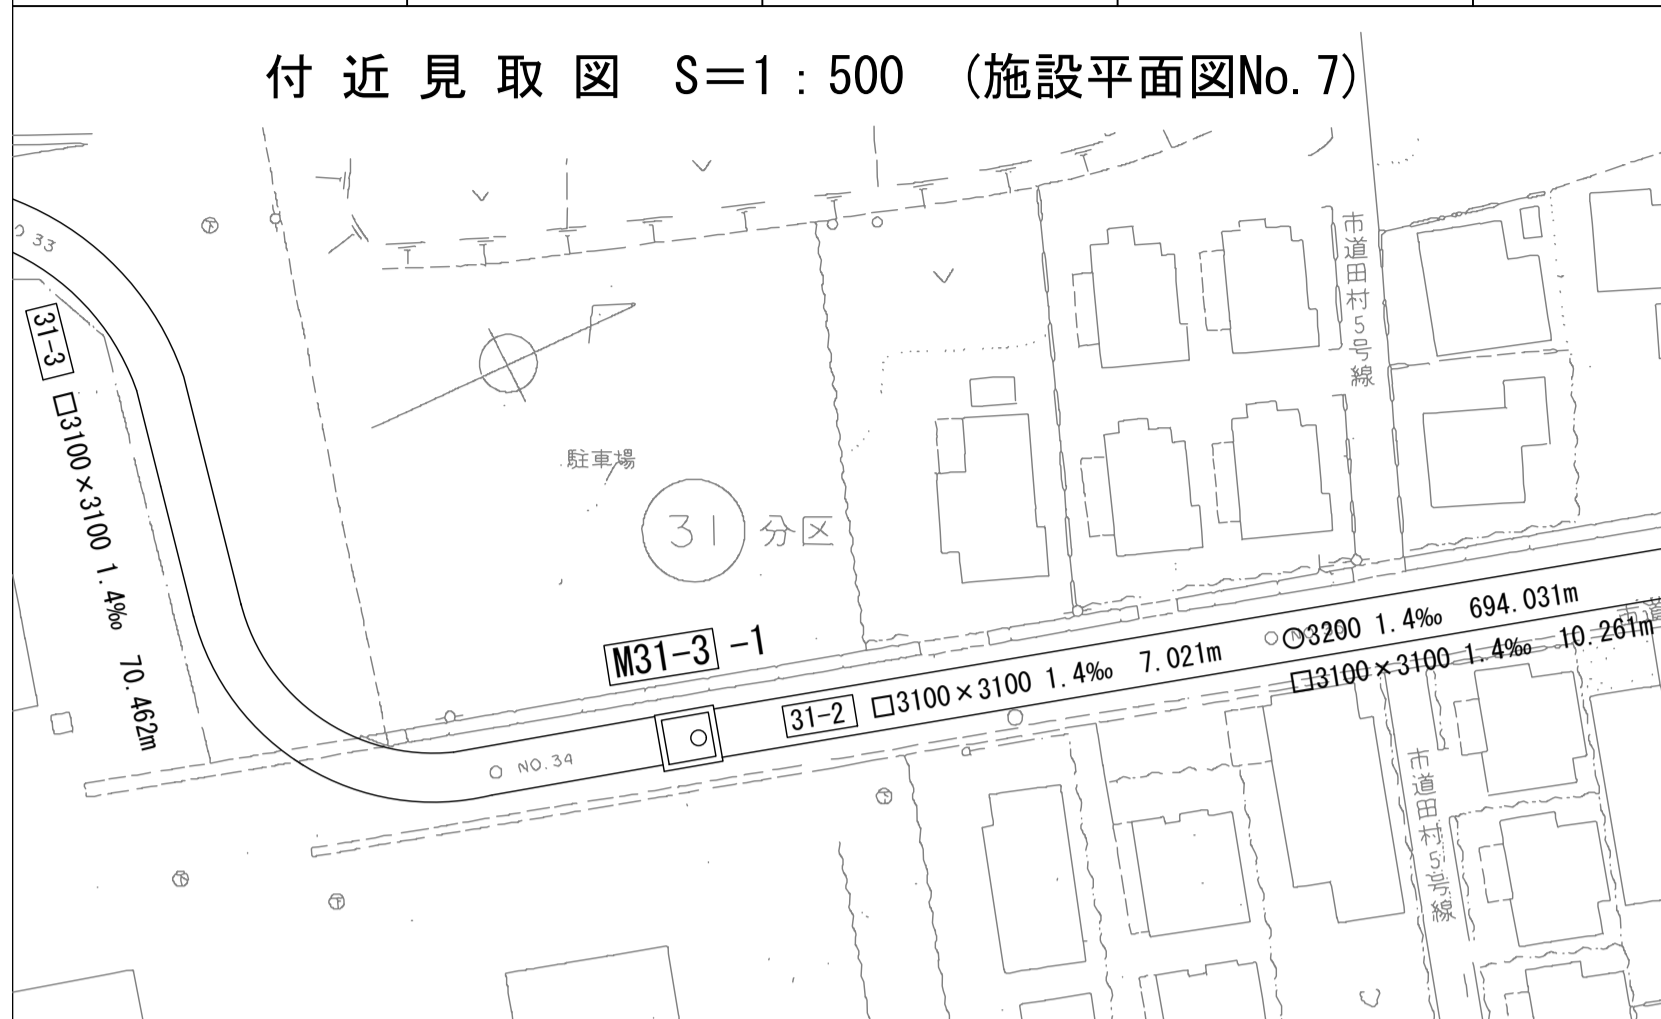 付近見取図 S=1:500 (施設平面図No.7)
33
31-3 □3100×3100 1.4‰ 70.462m
市道田村5号線
駐車場
31 分区
M31-3 -1
31-2 □3100×3100 1.4‰ 7.021m
○3200 1.4‰ 694.031m
□3100×3100 1.4‰ 10.261m
市道
NO.34
市道田村5号線